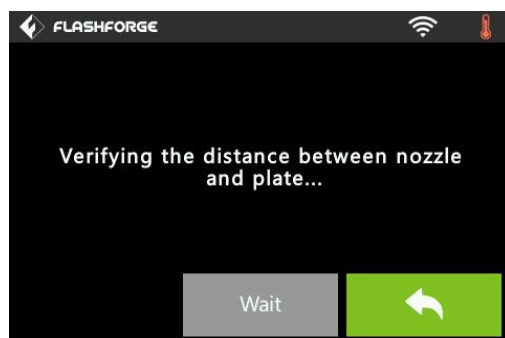 FLASHFORGE
Verifying the distance between nozzle
and plate...
Wait